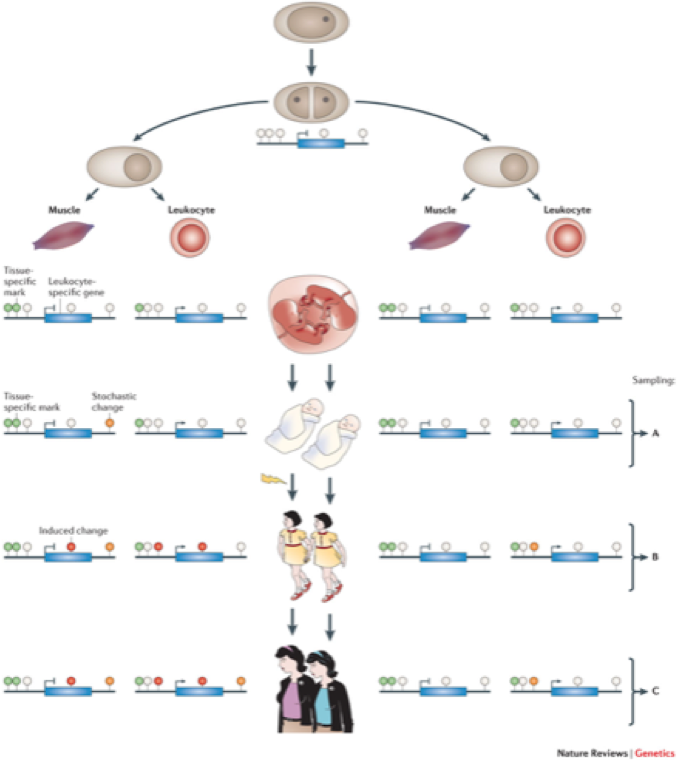 Muscle
Leukocyte
Muscle
Leukocyte
Tissue-
specific
mark
Leukocyte-
specific gene
Sampling:
Tissue-
specific mark
Stochastic
change
A
Induced change
B
C
Nature Reviews | Genetics